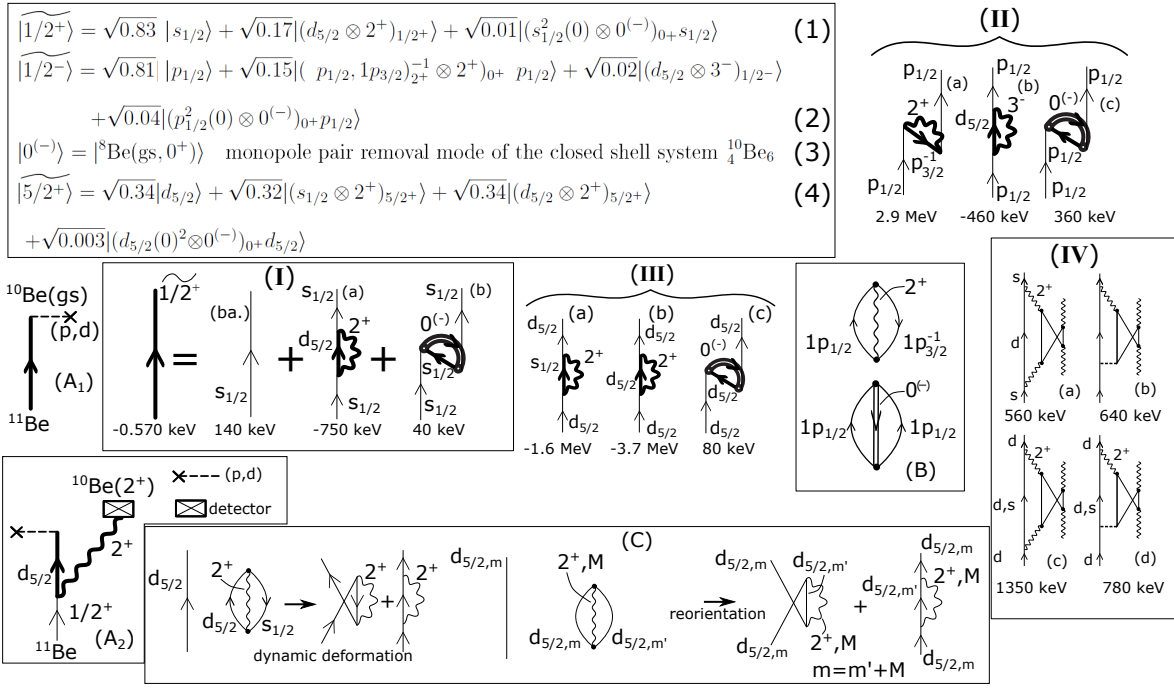 |1/2⁺⟩ = √0.83 |s₁/₂⟩ + √0.17|(d₅/₂ ⊗ 2⁺)₁/₂₊⟩ + √0.01|(s²₁/₂(0) ⊗ 0⁽⁻⁾)₀₊s₁/₂⟩ (1)
|1/2⁻⟩ = √0.81 |p₁/₂⟩ + √0.15|( p₁/₂, 1p₃/₂)⁻¹₂₊ ⊗ 2⁺)₀₊ p₁/₂⟩ + √0.02|(d₅/₂ ⊗ 3⁻)₁/₂₋⟩
+√0.04|(p²₁/₂(0) ⊗ 0⁽⁻⁾)₀₊p₁/₂⟩ (2)
|0⁽⁻⁾⟩ = |⁸Be(gs, 0⁺)⟩ monopole pair removal mode of the closed shell system ¹⁰₄Be₆ (3)
|5/2⁺⟩ = √0.34|d₅/₂⟩ + √0.32|(s₁/₂ ⊗ 2⁺)₅/₂₊⟩ + √0.34|(d₅/₂ ⊗ 2⁺)₅/₂₊⟩ (4)
+√0.003|(d₅/₂(0)²⊗0⁽⁻⁾)₀₊d₅/₂⟩
(II)
p₁/₂ (a) p₁/₂ (b) p₁/₂
2⁺ 3⁻ 0⁽⁻⁾ (c)
d₅/₂
p⁻¹₃/₂ p₁/₂
p₁/₂ p₁/₂ p₁/₂
2.9 MeV -460 keV 360 keV
¹⁰Be(gs)
(p,d)
(A₁)
¹¹Be
(I)
1/2⁺ = (ba.) + s₁/₂ (a) + s₁/₂ (b)
d₅/₂ 2⁺ 0⁽⁻⁾
s₁/₂
s₁/₂ s₁/₂ s₁/₂
-0.570 keV 140 keV -750 keV 40 keV
(III)
(a) (b) (c)
d₅/₂ d₅/₂ d₅/₂
2⁺ 2⁺ 0⁽⁻⁾
s₁/₂ d₅/₂ d₅/₂
d₅/₂ d₅/₂ d₅/₂
-1.6 MeV -3.7 MeV 80 keV
2⁺
1p₁/₂ 1p⁻¹₃/₂
0⁽⁻⁾
1p₁/₂ 1p₁/₂
(B)
(IV)
s 2⁺
d
s (a) (b)
560 keV 640 keV
d 2⁺ d
d,s d,s
d (c) d (d)
1350 keV 780 keV
¹⁰Be(2⁺)
(p,d)
detector
2⁺
d₅/₂
1/2⁺
¹¹Be (A₂)
(C)
d₅/₂ 2⁺ 2⁺ + 2⁺
d₅/₂ s₁/₂
dynamic deformation
d₅/₂,m 2⁺,M
d₅/₂,m d₅/₂,m'
reorientation
d₅/₂,m d₅/₂,m' + d₅/₂,m
d₅/₂,m' 2⁺,M
d₅/₂,m 2⁺,M d₅/₂,m
m=m'+M